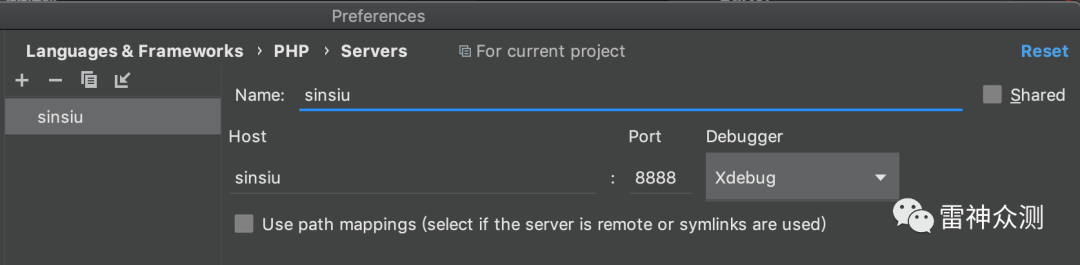 Preferences
Languages & Frameworks › PHP › Servers For current project Reset
sinsiu
Name: sinsiu Shared
Host Port Debugger
sinsiu : 8888 Xdebug
Use path mappings (select if the server is remote or symlinks are used)
雷神众测